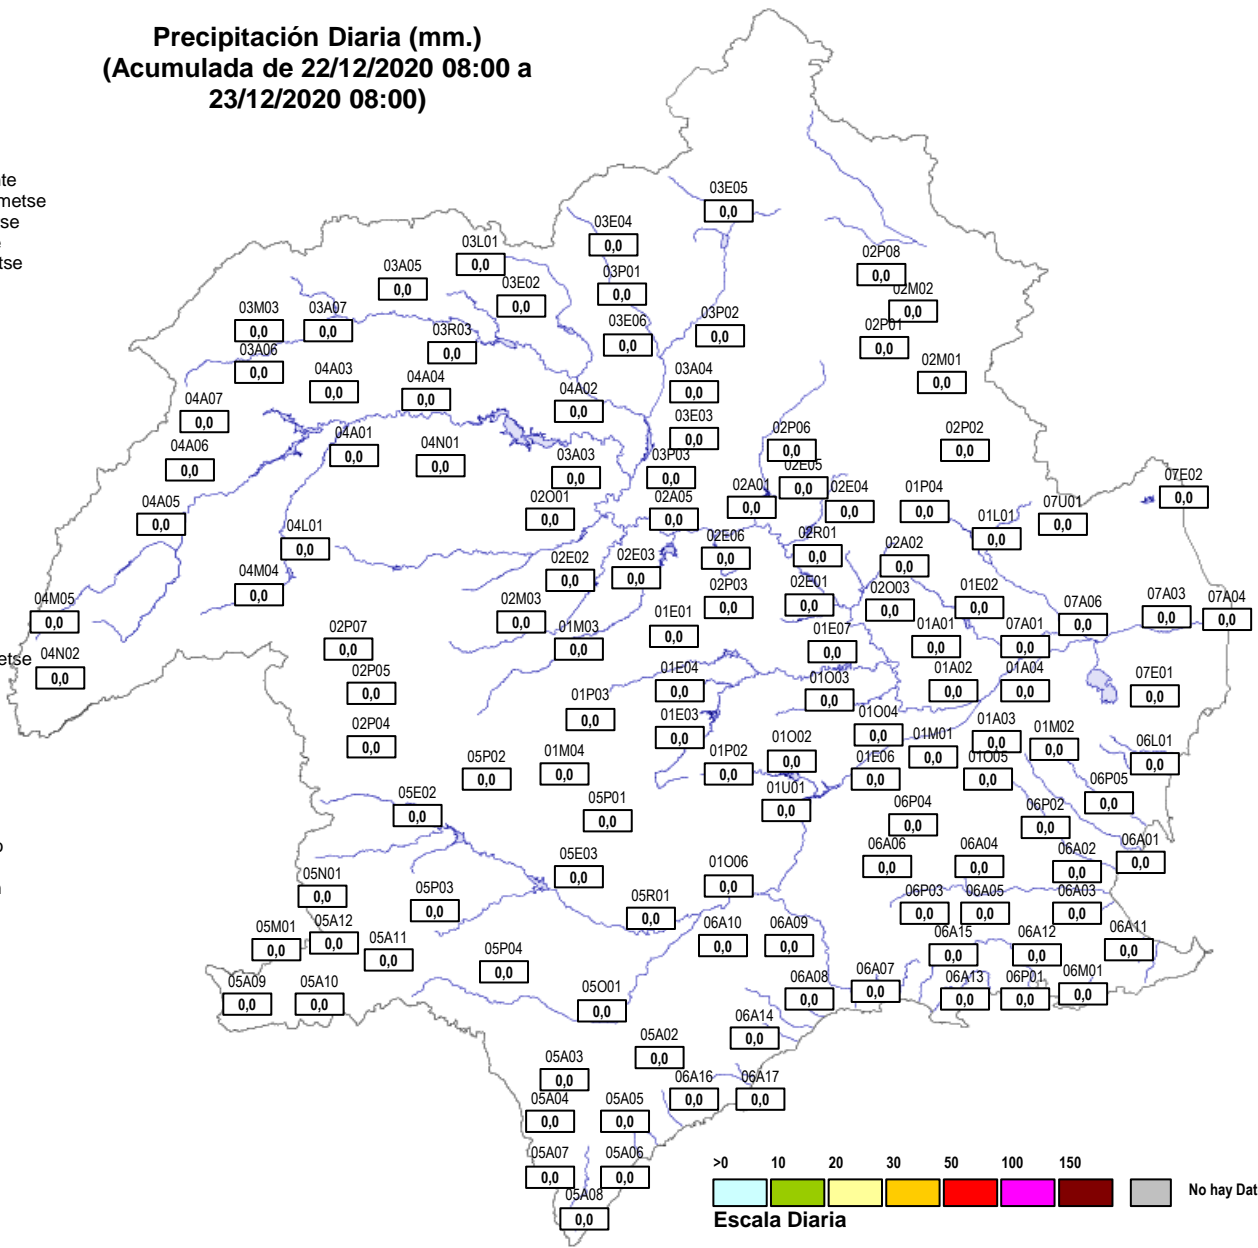 Precipitación Diaria (mm.)
(Acumulada de 22/12/2020 08:00 a
23/12/2020 08:00)
te
metse
se
tse
03E05
0,0
03E04
0,0
03L01
0,0
02P08
0,0
03A05
0,0
03P01
0,0
03E02
0,0
02M02
0,0
03M03
0,0
03A07
0,0
03P02
0,0
03E06
0,0
03R03
0,0
02P01
0,0
03A06
0,0
02M01
0,0
04A03
0,0
04A04
0,0
03A04
0,0
04A02
0,0
04A07
0,0
03E03
0,0
02P06
0,0
02P02
0,0
04A01
0,0
04N01
0,0
04A06
0,0
03A03
0,0
03P03
0,0
02E05
0,0
07E02
0,0
02A01
0,0
02E04
0,0
01P04
0,0
04A05
0,0
02O01
0,0
02A05
0,0
07U01
0,0
01L01
0,0
04L01
0,0
02E06
0,0
02R01
0,0
02A02
0,0
02E02
0,0
02E03
0,0
04M04
0,0
02P03
0,0
02E01
0,0
02O03
0,0
01E02
0,0
04M05
0,0
02M03
0,0
01E01
0,0
07A06
0,0
07A03
0,0
07A04
0,0
02P07
0,0
01M03
0,0
01E07
0,0
01A01
0,0
07A01
0,0
etse
04N02
0,0
02P05
0,0
01E04
0,0
01O03
0,0
01A02
0,0
01A04
0,0
07E01
0,0
01P03
0,0
02P04
0,0
01E03
0,0
01O04
0,0
01A03
0,0
01M02
0,0
05P02
0,0
01M04
0,0
01P02
0,0
01O02
0,0
01M01
0,0
01E06
0,0
01O05
0,0
06L01
0,0
05E02
0,0
05P01
0,0
01U01
0,0
06P04
0,0
06P02
0,0
06P05
0,0
o
05E03
0,0
01O06
0,0
06A06
0,0
06A04
0,0
06A02
0,0
06A01
0,0
05N01
0,0
05P03
0,0
05R01
0,0
06P03
0,0
06A05
0,0
06A03
0,0
05M01
0,0
05A12
0,0
05A11
0,0
05P04
0,0
06A10
0,0
06A09
0,0
06A15
0,0
06A12
0,0
06A11
0,0
05A09
0,0
05A10
0,0
05O01
0,0
06A08
0,0
06A07
0,0
06A13
0,0
06P01
0,0
06M01
0,0
05A02
0,0
06A14
0,0
05A03
0,0
06A16
0,0
06A17
0,0
05A04
0,0
05A05
0,0
05A07
0,0
05A06
0,0
05A08
0,0
>0 10 20 30 50 100 150
No hay Dat
Escala Diaria